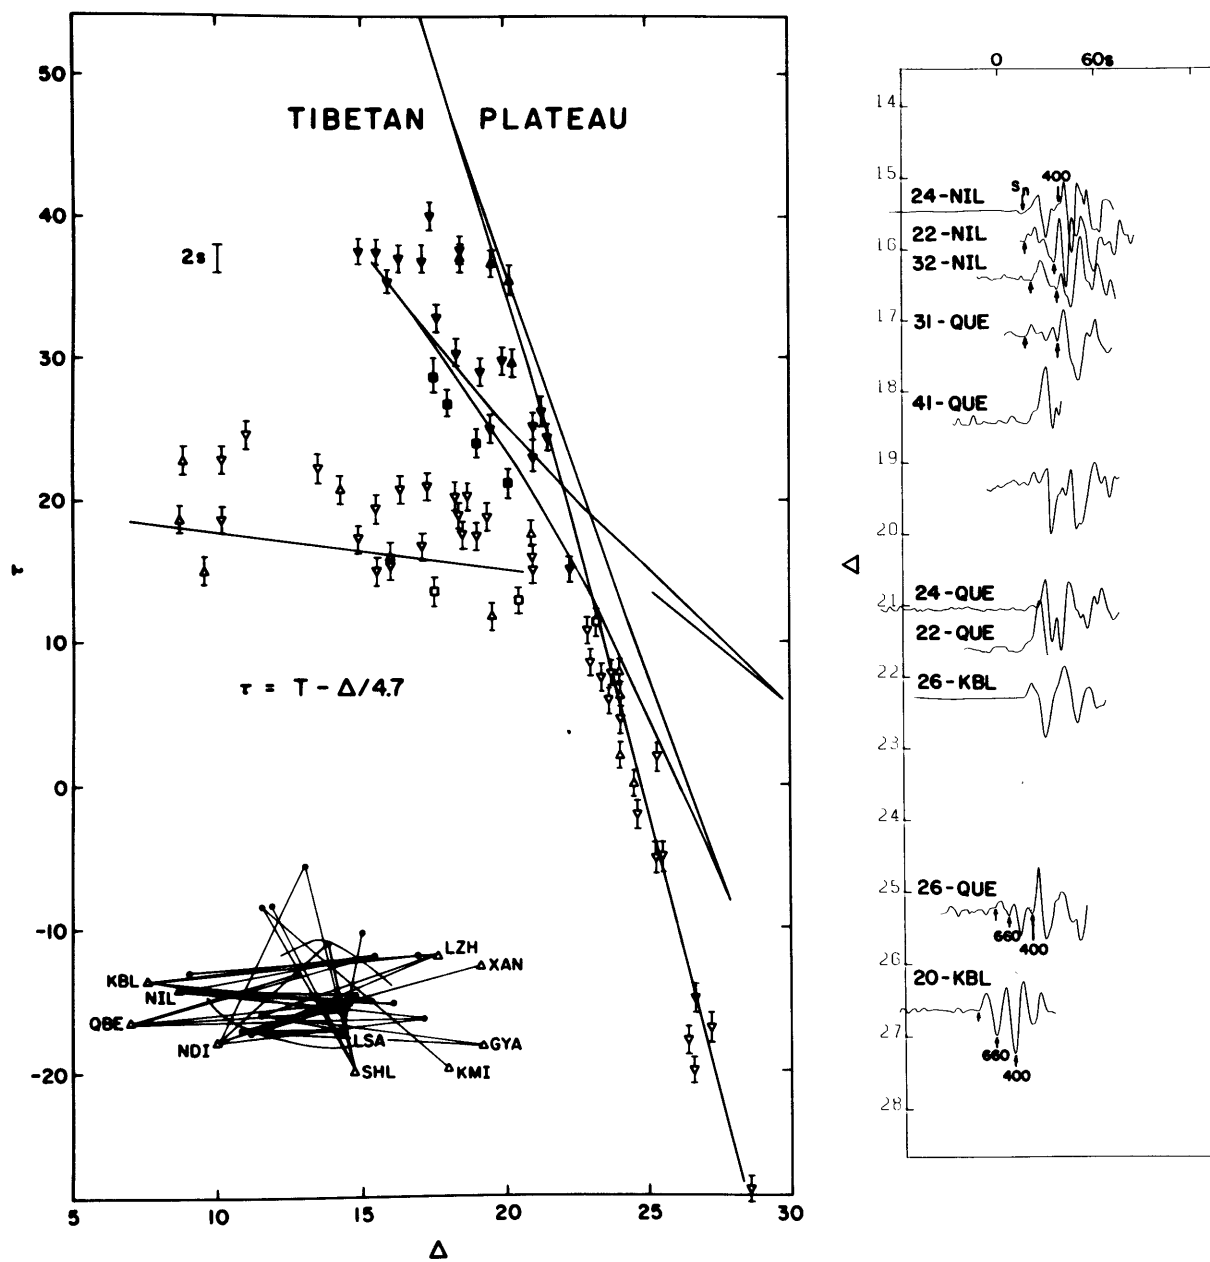 TIBETAN PLATEAU
50
40
30
20
10
0
-10
-20
τ
2s
τ = T - Δ/4.7
LZH
XAN
KBL
NIL
QBE
NDI
LSA
GYA
SHL
KMI
5 10 15 20 25 30
Δ
0 60s
14
15
16
17
18
19
20
21
22
23
24
25
26
27
28
Δ
24-NIL
Sn
400
22-NIL
32-NIL
31-QUE
41-QUE
24-QUE
22-QUE
26-KBL
26-QUE
660
400
20-KBL
660
400